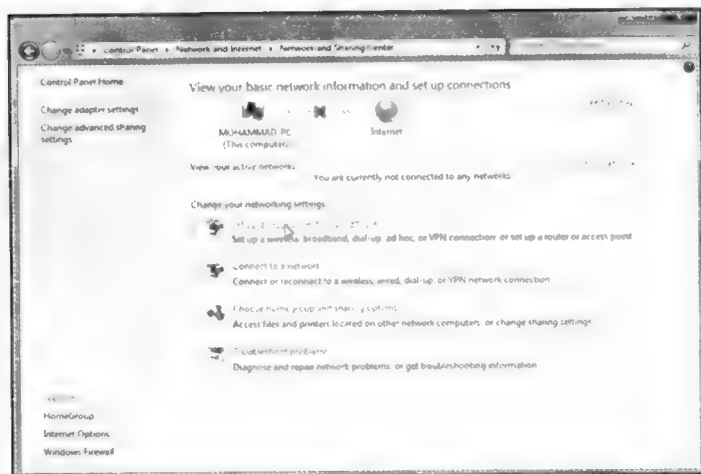 Control Panel ▸ Network and Internet ▸ Network and Sharing Center
Control Panel Home
Change adapter settings
Change advanced sharing
settings
View your basic network information and set up connections
MOHAMMAD-PC
(This computer)
Internet
View your active networks
You are currently not connected to any networks.
Change your networking settings
Set up a wireless, broadband, dial-up, ad hoc, or VPN connection; or set up a router or access point.
Connect to a network
Connect or reconnect to a wireless, wired, dial-up, or VPN network connection.
Choose homegroup and sharing options
Access files and printers located on other network computers, or change sharing settings.
Troubleshoot problems
Diagnose and repair network problems, or get troubleshooting information.
HomeGroup
Internet Options
Windows Firewall